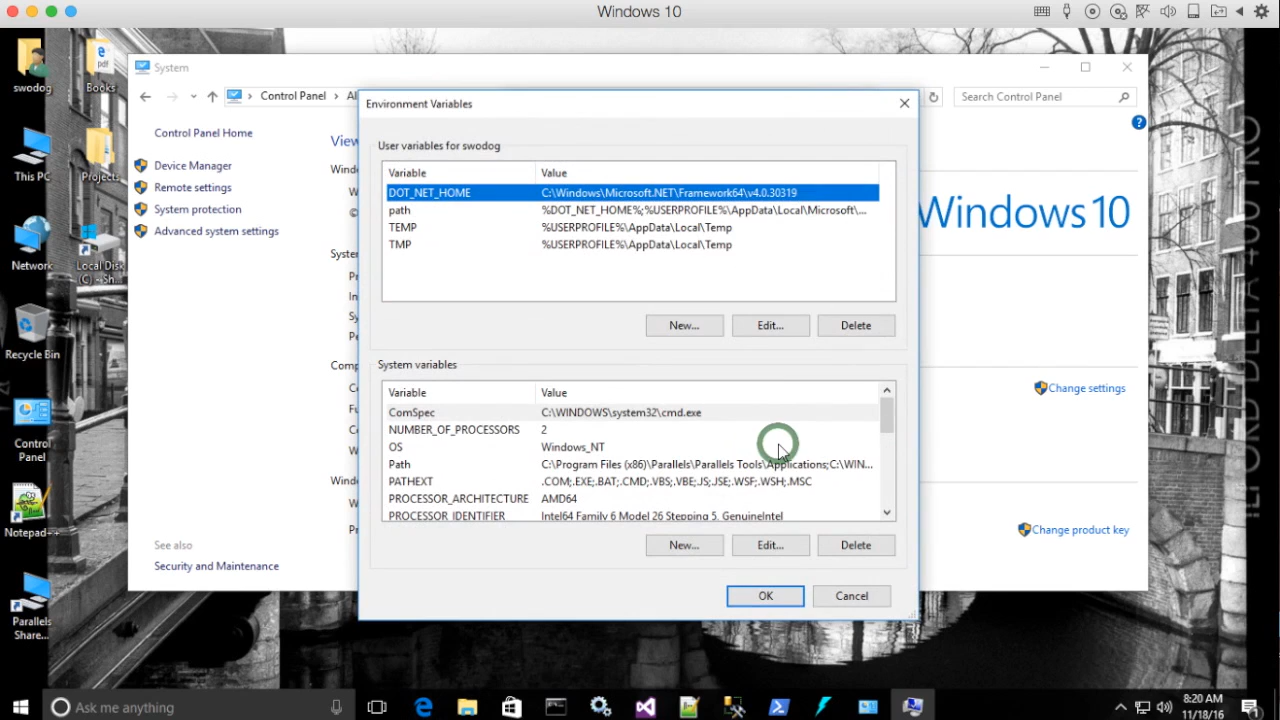 Windows 10
swodog
Books
This PC
Projects
Network
Local Disk
(C) - Sh...
Recycle Bin
Control
Panel
Notepad++
Parallels
Share...
System
Control Panel
Search Control Panel
Control Panel Home
Device Manager
Remote settings
System protection
Advanced system settings
See also
Security and Maintenance
View
Windows 10
Change settings
Change product key
Environment Variables
User variables for swodog
Variable Value
DOT_NET_HOME C:\Windows\Microsoft.NET\Framework64\v4.0.30319
path %DOT_NET_HOME%;%USERPROFILE%\AppData\Local\Microsoft\...
TEMP %USERPROFILE%\AppData\Local\Temp
TMP %USERPROFILE%\AppData\Local\Temp
New... Edit... Delete
System variables
Variable Value
ComSpec C:\WINDOWS\system32\cmd.exe
NUMBER_OF_PROCESSORS 2
OS Windows_NT
Path C:\Program Files (x86)\Parallels\Parallels Tools\Applications;C:\WIN...
PATHEXT .COM;.EXE;.BAT;.CMD;.VBS;.VBE;.JS;.JSE;.WSF;.WSH;.MSC
PROCESSOR_ARCHITECTURE AMD64
PROCESSOR_IDENTIFIER Intel64 Family 6 Model 26 Stepping 5, GenuineIntel
New... Edit... Delete
OK Cancel
Ask me anything
8:20 AM
11/18/16